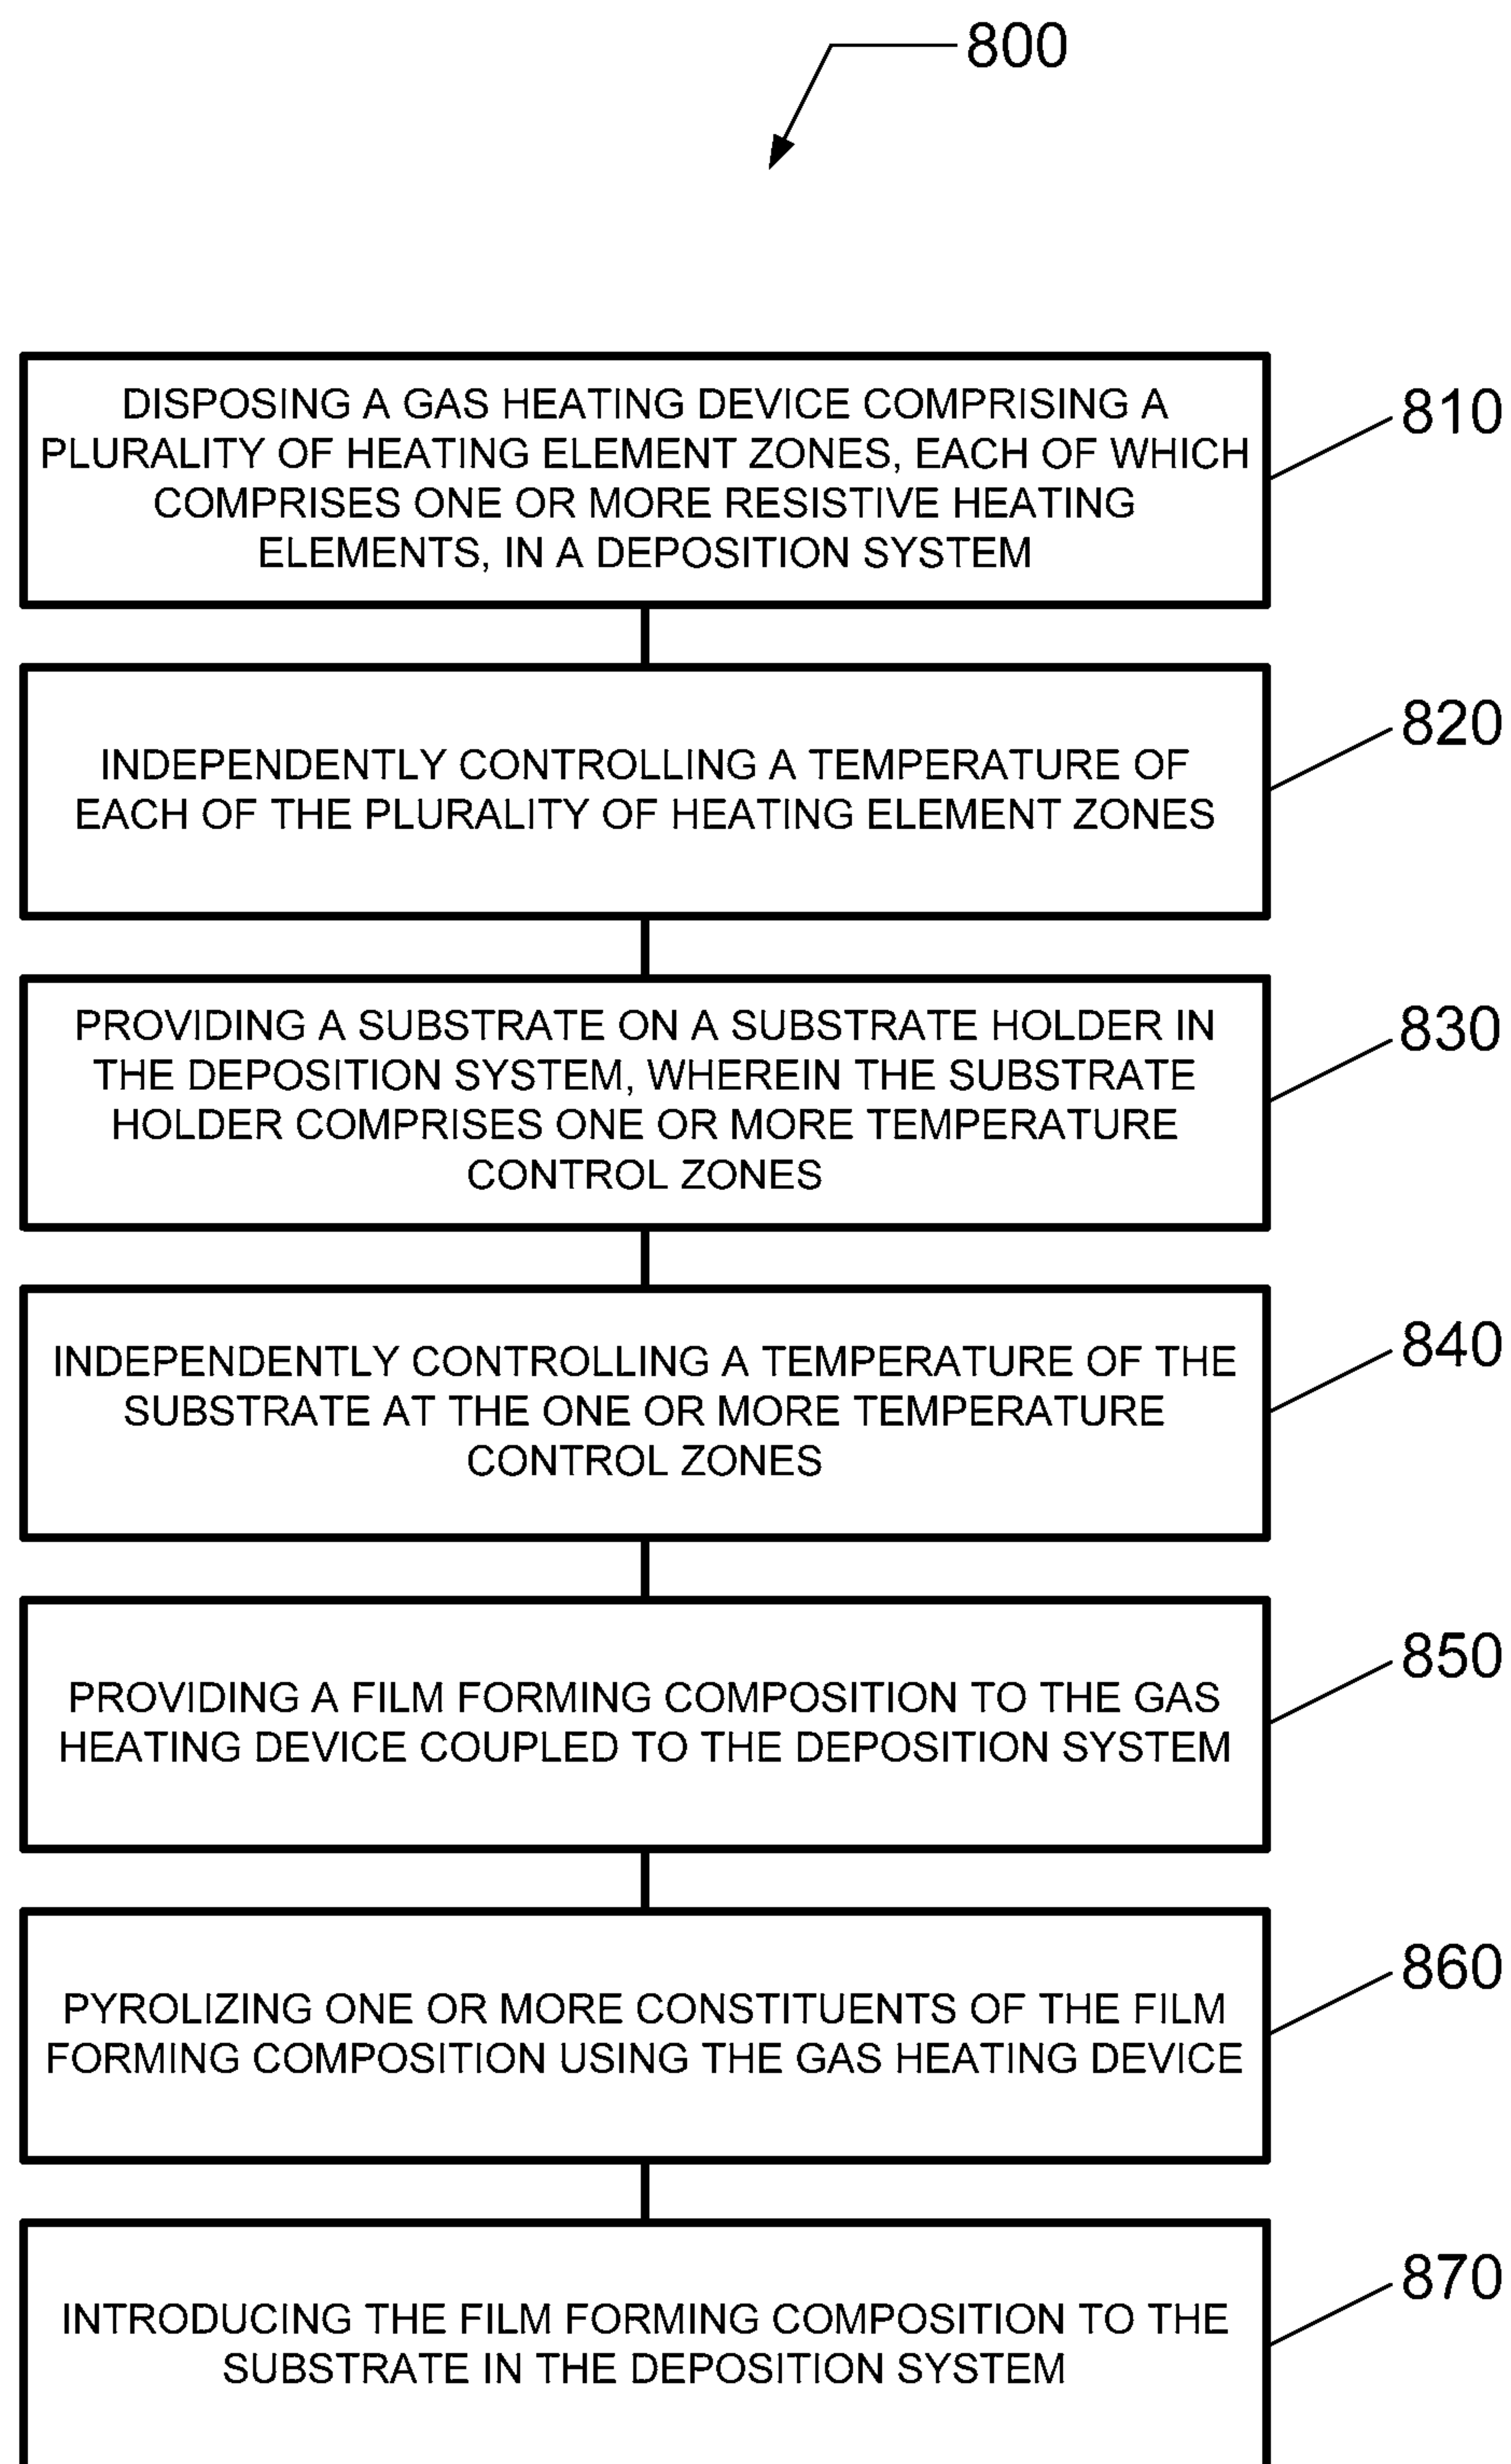 800
DISPOSING A GAS HEATING DEVICE COMPRISING A
PLURALITY OF HEATING ELEMENT ZONES, EACH OF WHICH
COMPRISES ONE OR MORE RESISTIVE HEATING
ELEMENTS, IN A DEPOSITION SYSTEM
810
INDEPENDENTLY CONTROLLING A TEMPERATURE OF
EACH OF THE PLURALITY OF HEATING ELEMENT ZONES
820
PROVIDING A SUBSTRATE ON A SUBSTRATE HOLDER IN
THE DEPOSITION SYSTEM, WHEREIN THE SUBSTRATE
HOLDER COMPRISES ONE OR MORE TEMPERATURE
CONTROL ZONES
830
INDEPENDENTLY CONTROLLING A TEMPERATURE OF THE
SUBSTRATE AT THE ONE OR MORE TEMPERATURE
CONTROL ZONES
840
PROVIDING A FILM FORMING COMPOSITION TO THE GAS
HEATING DEVICE COUPLED TO THE DEPOSITION SYSTEM
850
PYROLIZING ONE OR MORE CONSTITUENTS OF THE FILM
FORMING COMPOSITION USING THE GAS HEATING DEVICE
860
INTRODUCING THE FILM FORMING COMPOSITION TO THE
SUBSTRATE IN THE DEPOSITION SYSTEM
870